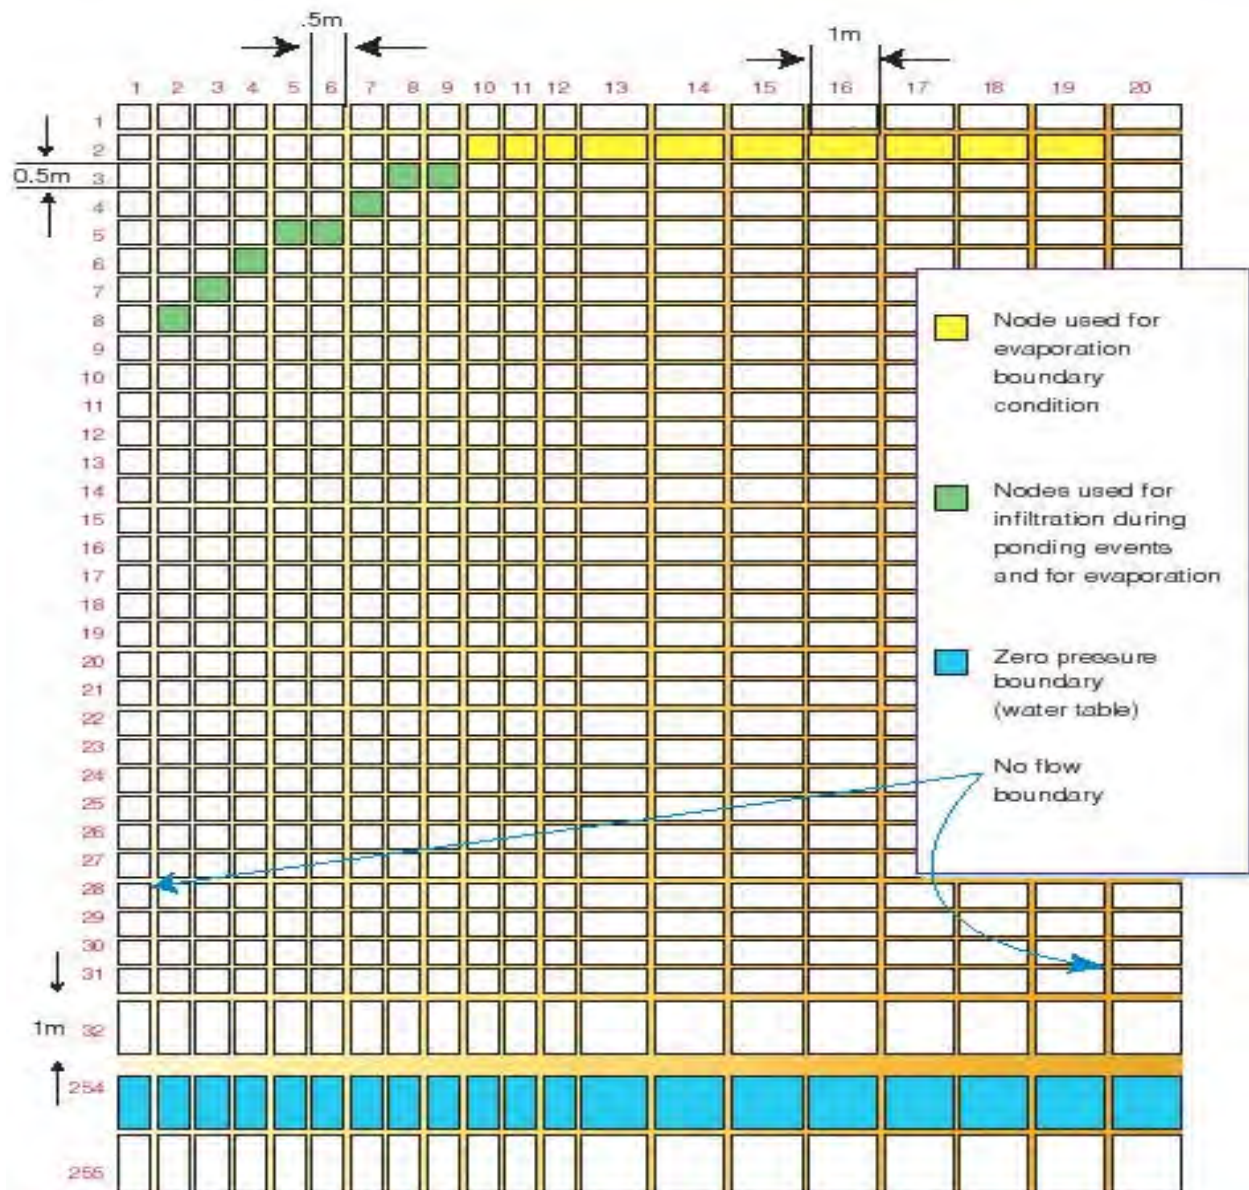 .5m
1m
1 2 3 4 5 6 7 8 9 10 11 12 13 14 15 16 17 18 19 20
1
2
0.5m
3
4
5
6
7
8
9
10
11
12
13
14
15
16
17
18
19
20
21
22
23
24
25
26
27
28
29
30
31
1m
32
254
255
Node used for
evaporation
boundary
condition
Nodes used for
infiltration during
ponding events
and for evaporation
Zero pressure
boundary
(water table)
No flow
boundary